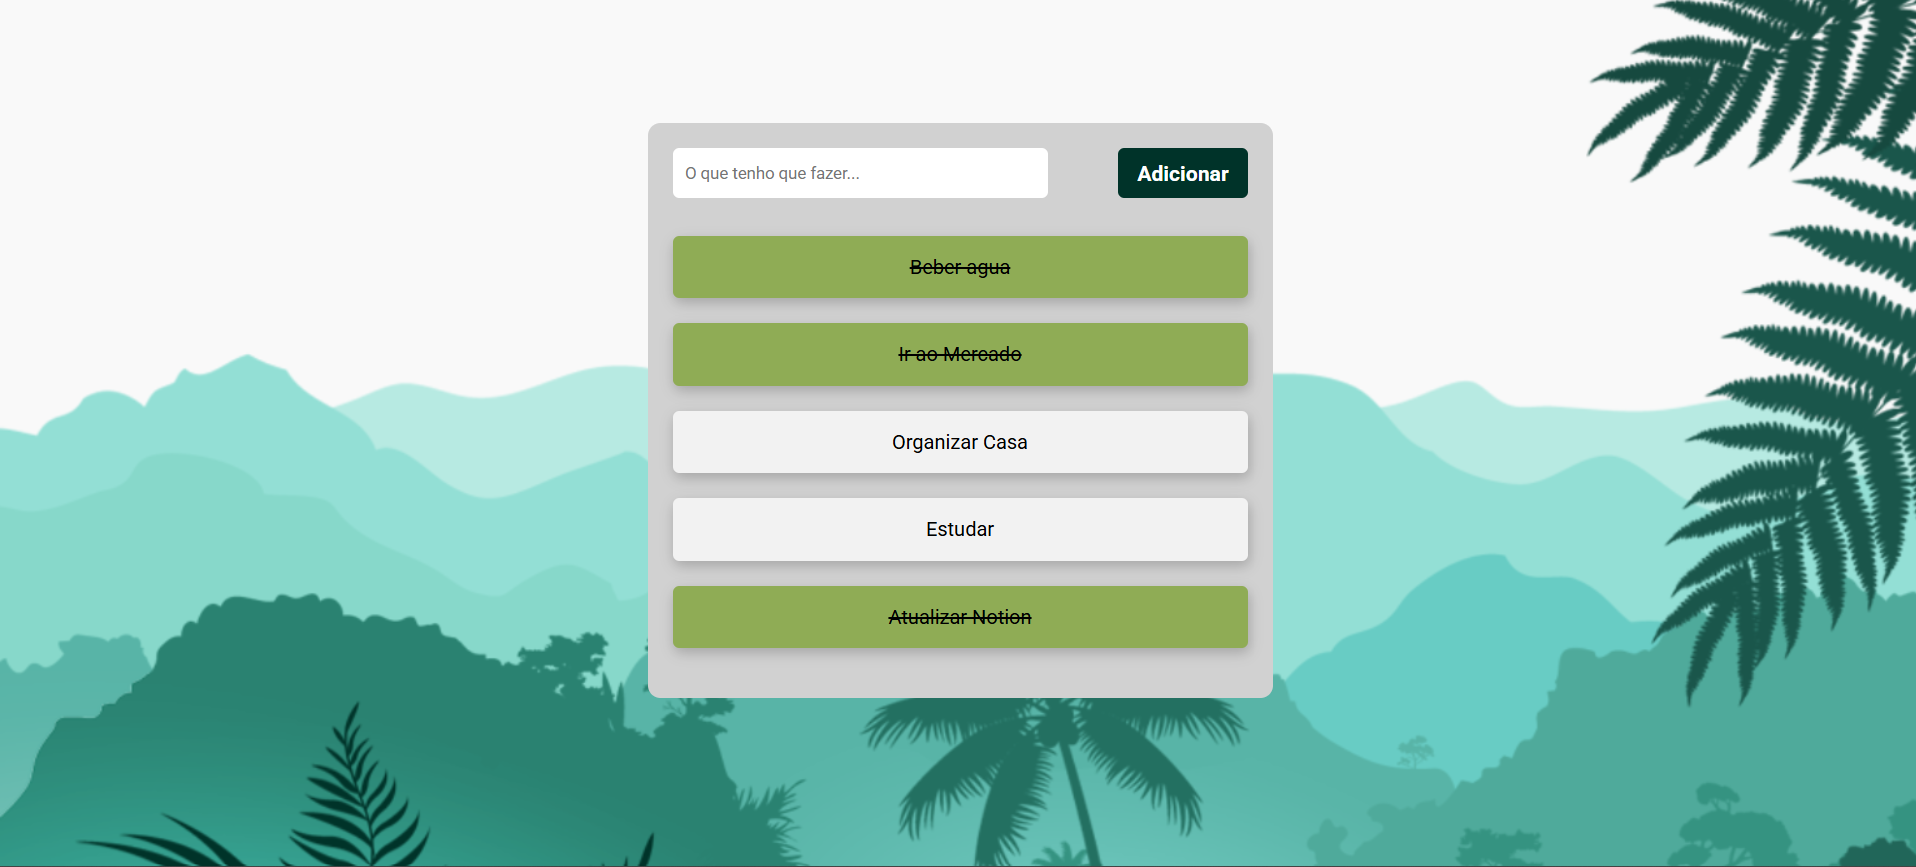 O que tenho que fazer...
Adicionar
Beber agua
Ir ao Mercado
Organizar Casa
Estudar
Atualizar Notion